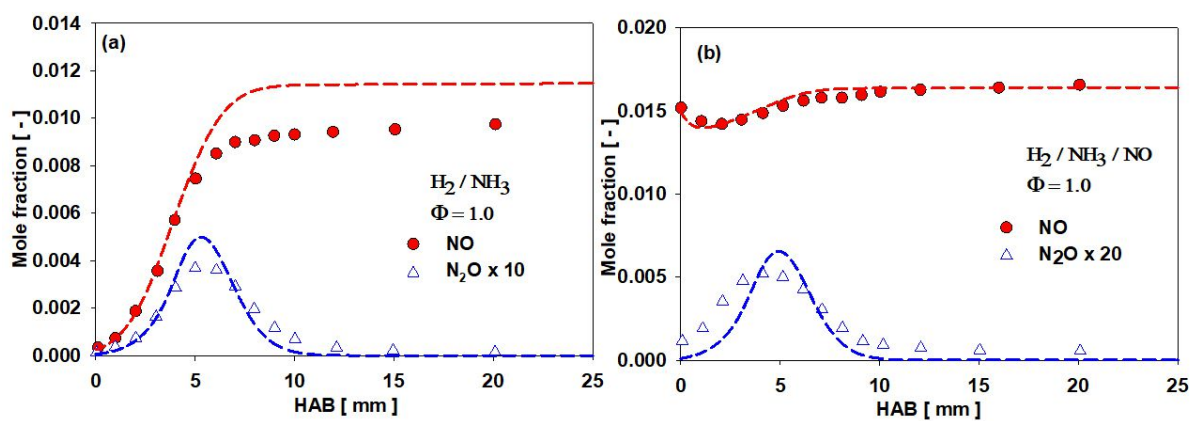 (a)
0.014
0.012
0.010
0.008
0.006
0.004
0.002
0.000
Mole fraction [ - ]
H2 / NH3
Φ = 1.0
NO
N2O x 10
0 5 10 15 20 25
HAB [ mm ]
(b)
0.020
0.015
0.010
0.005
0.000
Mole fraction [ - ]
H2 / NH3 / NO
Φ = 1.0
NO
N2O x 20
0 5 10 15 20 25
HAB [ mm ]